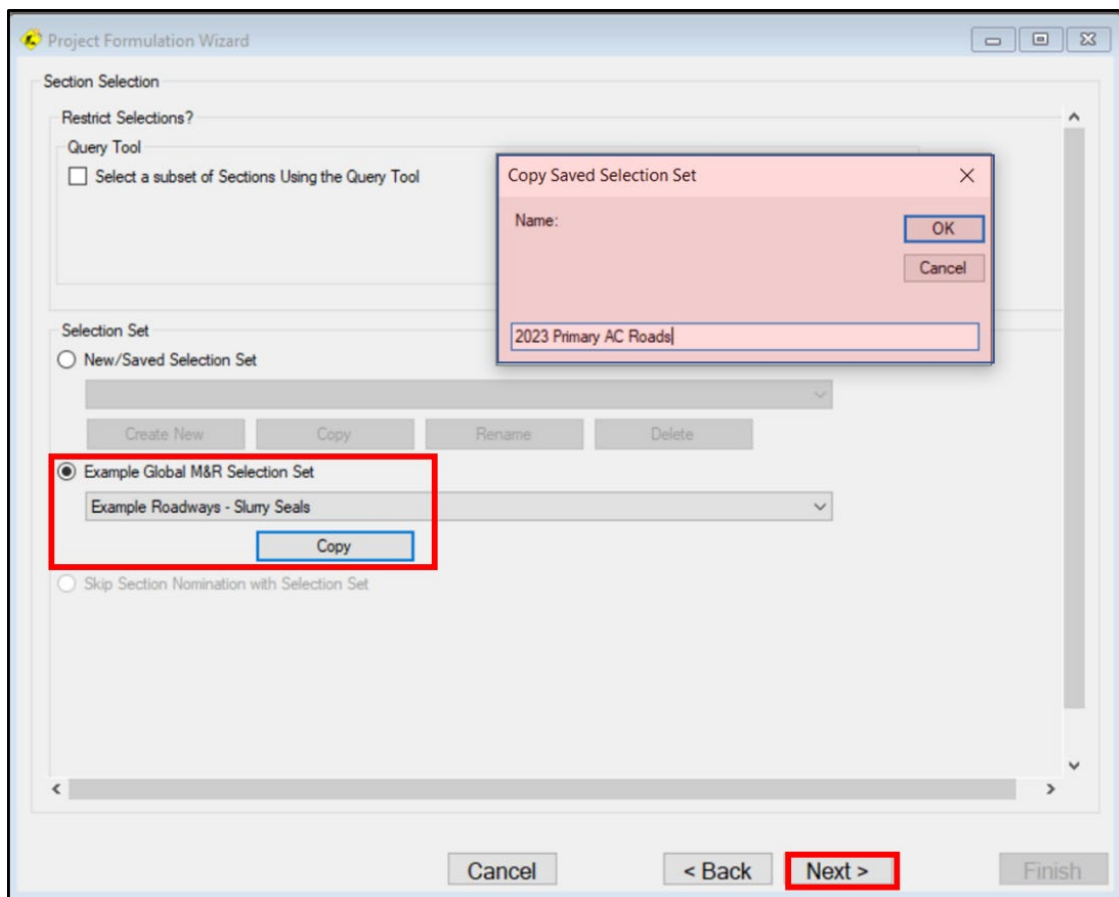 Project Formulation Wizard
Section Selection
Restrict Selections?
Query Tool
Select a subset of Sections Using the Query Tool
Copy Saved Selection Set
Name:
OK
Cancel
2023 Primary AC Roads
Selection Set
New/Saved Selection Set
Create New Copy Rename Delete
Example Global M&R Selection Set
Example Roadways - Slurry Seals
Copy
Skip Section Nomination with Selection Set
Cancel < Back Next > Finish